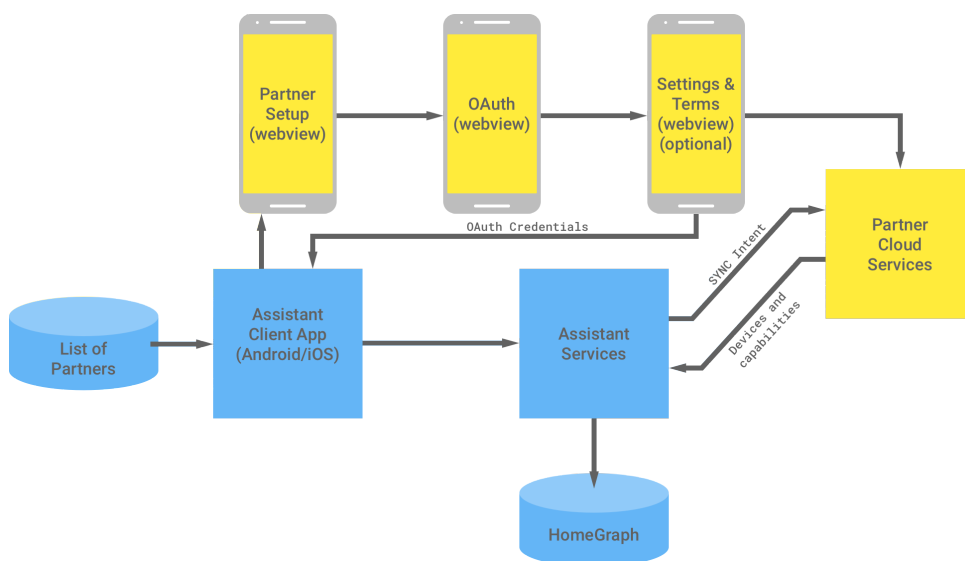 Partner
Setup
(webview)
OAuth
(webview)
Settings &
Terms
(webview)
(optional)
OAuth Credentials
Partner
Cloud
Services
SYNC Intent
Devices and
capabilities
List of
Partners
Assistant
Client App
(Android/iOS)
Assistant
Services
HomeGraph